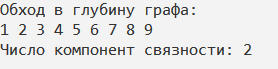 Обход в глубину графа:
1 2 3 4 5 6 7 8 9
Число компонент связности: 2